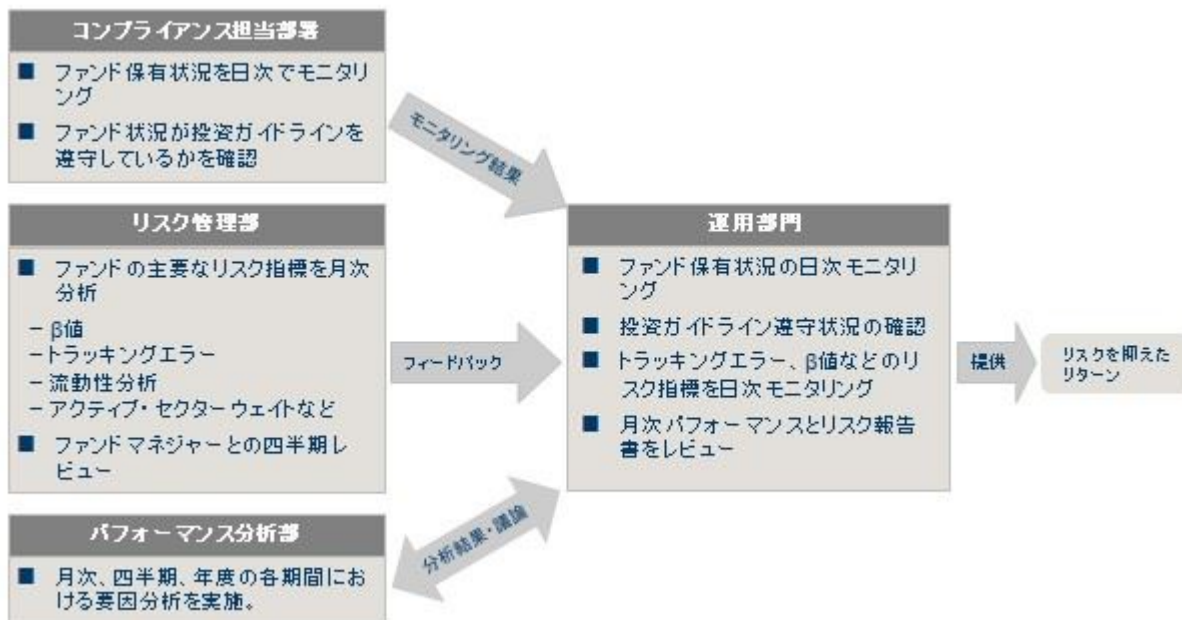 コンプライアンス担当部署
■ ファンド保有状況を日次でモニタリ
ング
■ ファンド状況が投資ガイドラインを
遵守しているかを確認
モニタリング結果
リスク管理部
■ ファンドの主要なリスク指標を月次
分析
－β値
－トラッキングエラー
－流動性分析
－アクティブ・セクターウェイトなど
■ ファンドマネジャーとの四半期レ
ビュー
フィードバック
パフォーマンス分析部
■ 月次、四半期、年度の各期間にお
ける要因分析を実施。
分析結果・議論
運用部門
■ ファンド保有状況の日次モニタリ
ング
■ 投資ガイドライン遵守状況の確認
■ トラッキングエラー、β値などのリ
スク指標を日次モニタリング
■ 月次パフォーマンスとリスク報告
書をレビュー
提供
リスクを抑えた
リターン